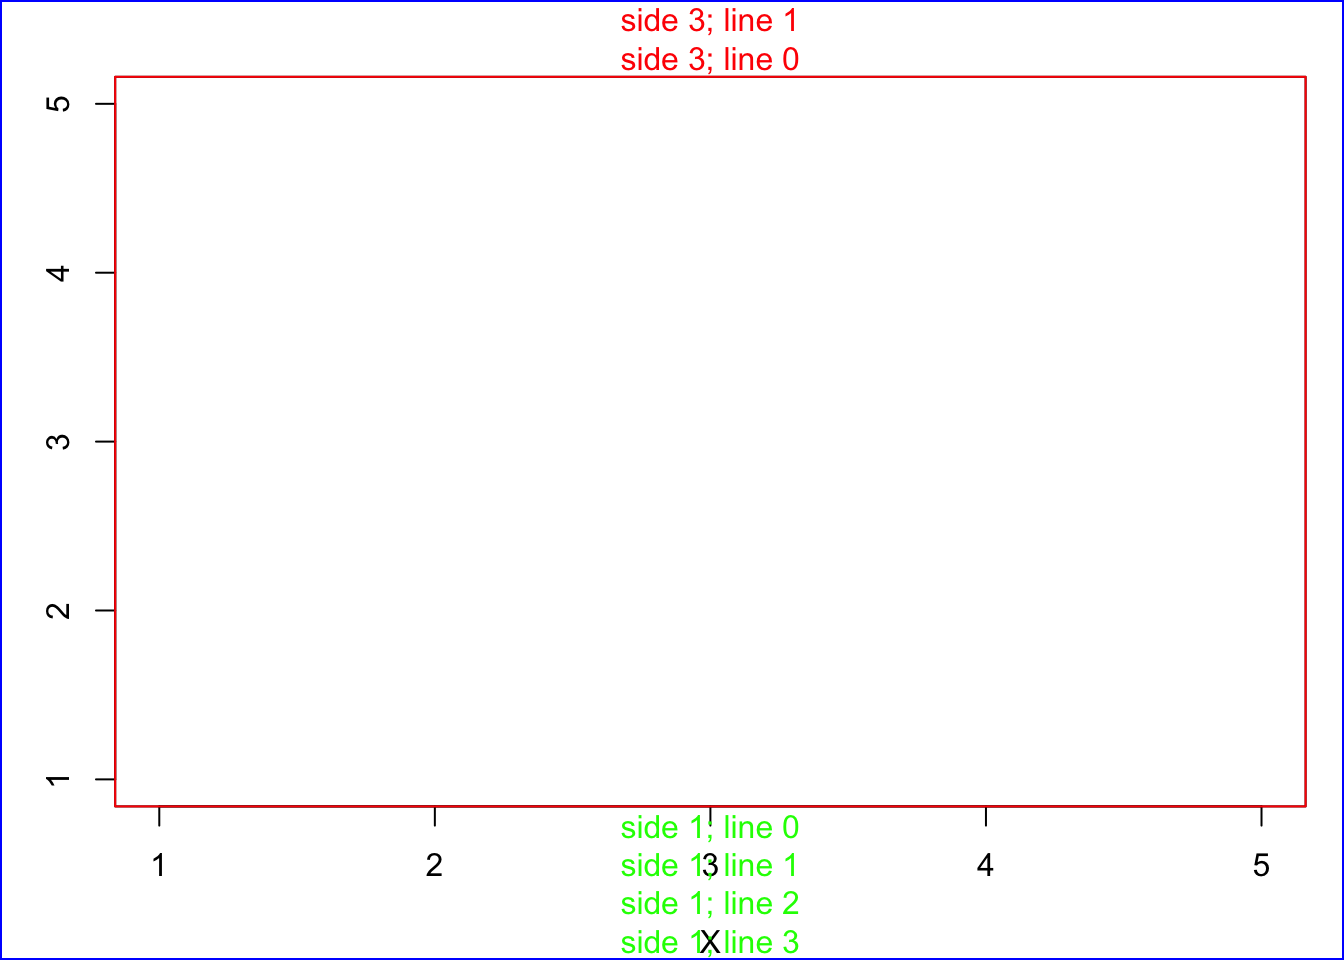 side 3; line 1
side 3; line 0
5
4
3
2
1
side 1; line 0
1 2 3 4 5
side 1; line 1
side 1; line 2
side 1; line 3
X